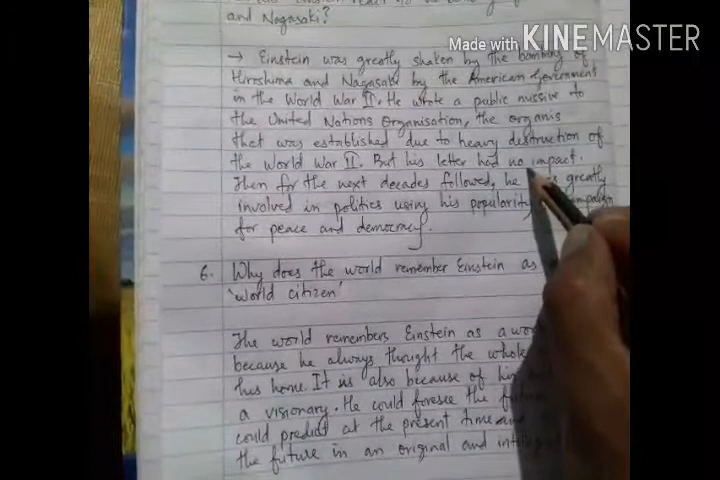 Made with KINEMASTER
and Nagasaki?
→ Einstein was greatly shaken by the bombing of
Hiroshima and Nagasaki by the American Government
in the World War II. He wrote a public missive to
the United Nations Organisation, the organis
that was established due to heavy destruction of
the World War II. But his letter had no impact.
Then for the next decades followed, he is greatly
involved in politics using his popularity
for peace and democracy.
6. Why does the world remember Einstein as
'world citizen'
The world remembers Einstein as a wor
because he always thought the whole
his home. It is also because of his
a visionary. He could foresee the
could predict at the present time and
the future in an original and